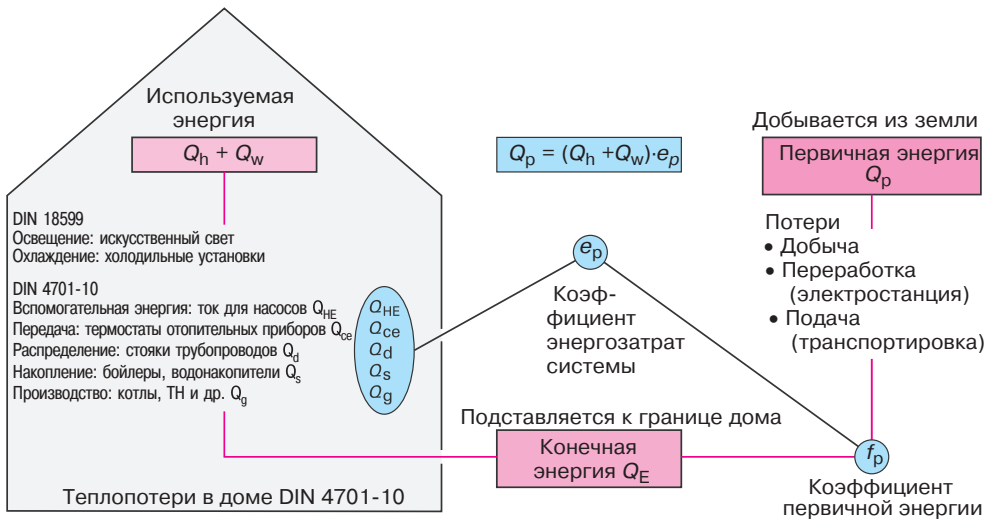 Используемая
энергия
Qh + Qw
DIN 18599
Освещение: искусственный свет
Охлаждение: холодильные установки
DIN 4701-10
Вспомогательная энергия: ток для насосов QHE
Передача: термостаты отопительных приборов Qce
Распределение: стояки трубопроводов Qd
Накопление: бойлеры, водонакопители Qs
Производство: котлы, ТН и др. Qg
QHE
Qce
Qd
Qs
Qg
Теплопотери в доме DIN 4701-10
Qp = (Qh +Qw)·ep
ep
Коэф-
фициент
энергозатрат
системы
Подставляется к границе дома
Конечная
энергия QE
Добывается из земли
Первичная энергия
Qp
Потери
• Добыча
• Переработка
(электростанция)
• Подача
(транспортировка)
fp
Коэффициент
первичной энергии